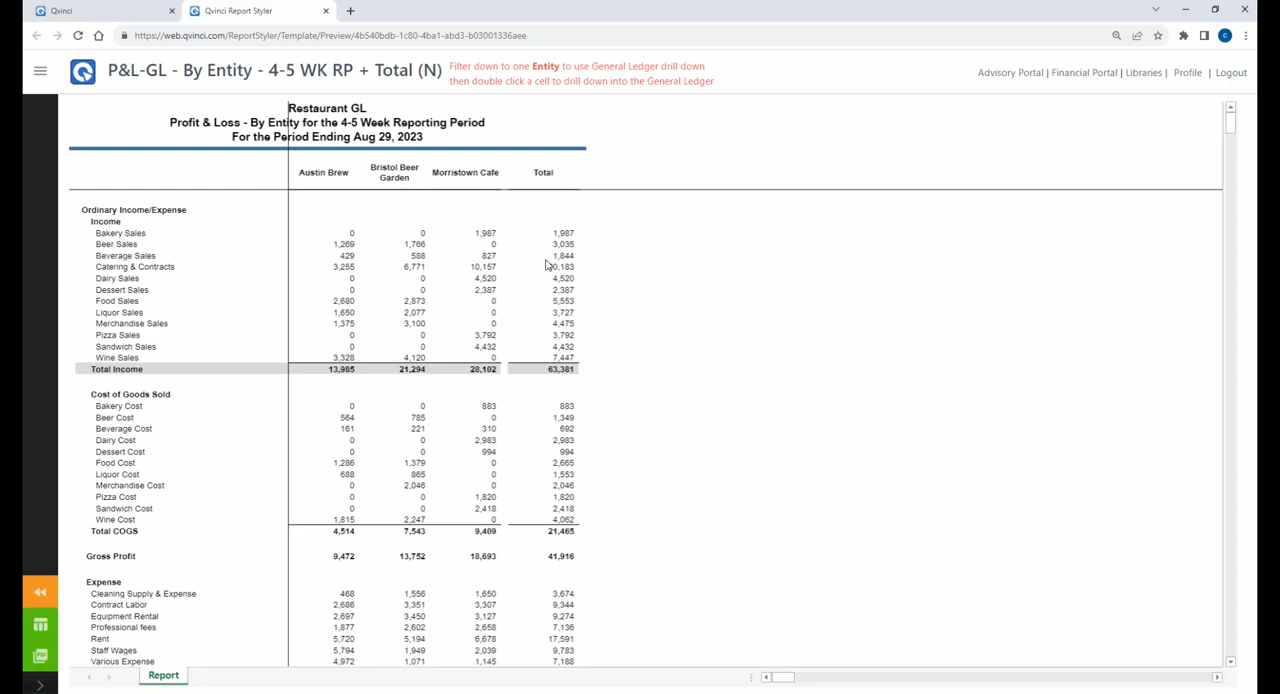 Qvinci
Qvinci Report Styler
https://web.qvinci.com/ReportStyler/Template/Preview/4b540bdb-1c80-4ba1-abd3-b03001336aee
P&L-GL - By Entity - 4-5 WK RP + Total (N)
Filter down to one Entity to use General Ledger drill down
then double click a cell to drill down into the General Ledger
Advisory Portal | Financial Portal | Libraries | Profile | Logout
Restaurant GL
Profit & Loss - By Entity for the 4-5 Week Reporting Period
For the Period Ending Aug 29, 2023
Austin Brew Bristol Beer Garden Morristown Cafe Total
Ordinary Income/Expense
Income
Bakery Sales 0 0 1,987 1,987
Beer Sales 1,269 1,766 0 3,035
Beverage Sales 429 588 827 1,844
Catering & Contracts 3,255 6,771 10,157 0,183
Dairy Sales 0 0 4,520 4,520
Dessert Sales 0 0 2,387 2,387
Food Sales 2,680 2,873 0 5,553
Liquor Sales 1,650 2,077 0 3,727
Merchandise Sales 1,375 3,100 0 4,475
Pizza Sales 0 0 3,792 3,792
Sandwich Sales 0 0 4,432 4,432
Wine Sales 3,328 4,120 0 7,447
Total Income 13,985 21,294 28,102 63,381
Cost of Goods Sold
Bakery Cost 0 0 883 883
Beer Cost 564 785 0 1,349
Beverage Cost 161 221 310 692
Dairy Cost 0 0 2,983 2,983
Dessert Cost 0 0 994 994
Food Cost 1,286 1,379 0 2,665
Liquor Cost 688 865 0 1,553
Merchandise Cost 0 2,046 0 2,046
Pizza Cost 0 0 1,820 1,820
Sandwich Cost 0 0 2,418 2,418
Wine Cost 1,815 2,247 0 4,062
Total COGS 4,514 7,543 9,409 21,465
Gross Profit 9,472 13,752 18,693 41,916
Expense
Cleaning Supply & Expense 468 1,556 1,650 3,674
Contract Labor 2,686 3,351 3,307 9,344
Equipment Rental 2,697 3,450 3,127 9,274
Professional fees 1,877 2,602 2,658 7,136
Rent 5,720 5,194 6,678 17,591
Staff Wages 5,794 1,949 2,039 9,783
Various Expense 4,972 1,071 1,145 7,188
Report